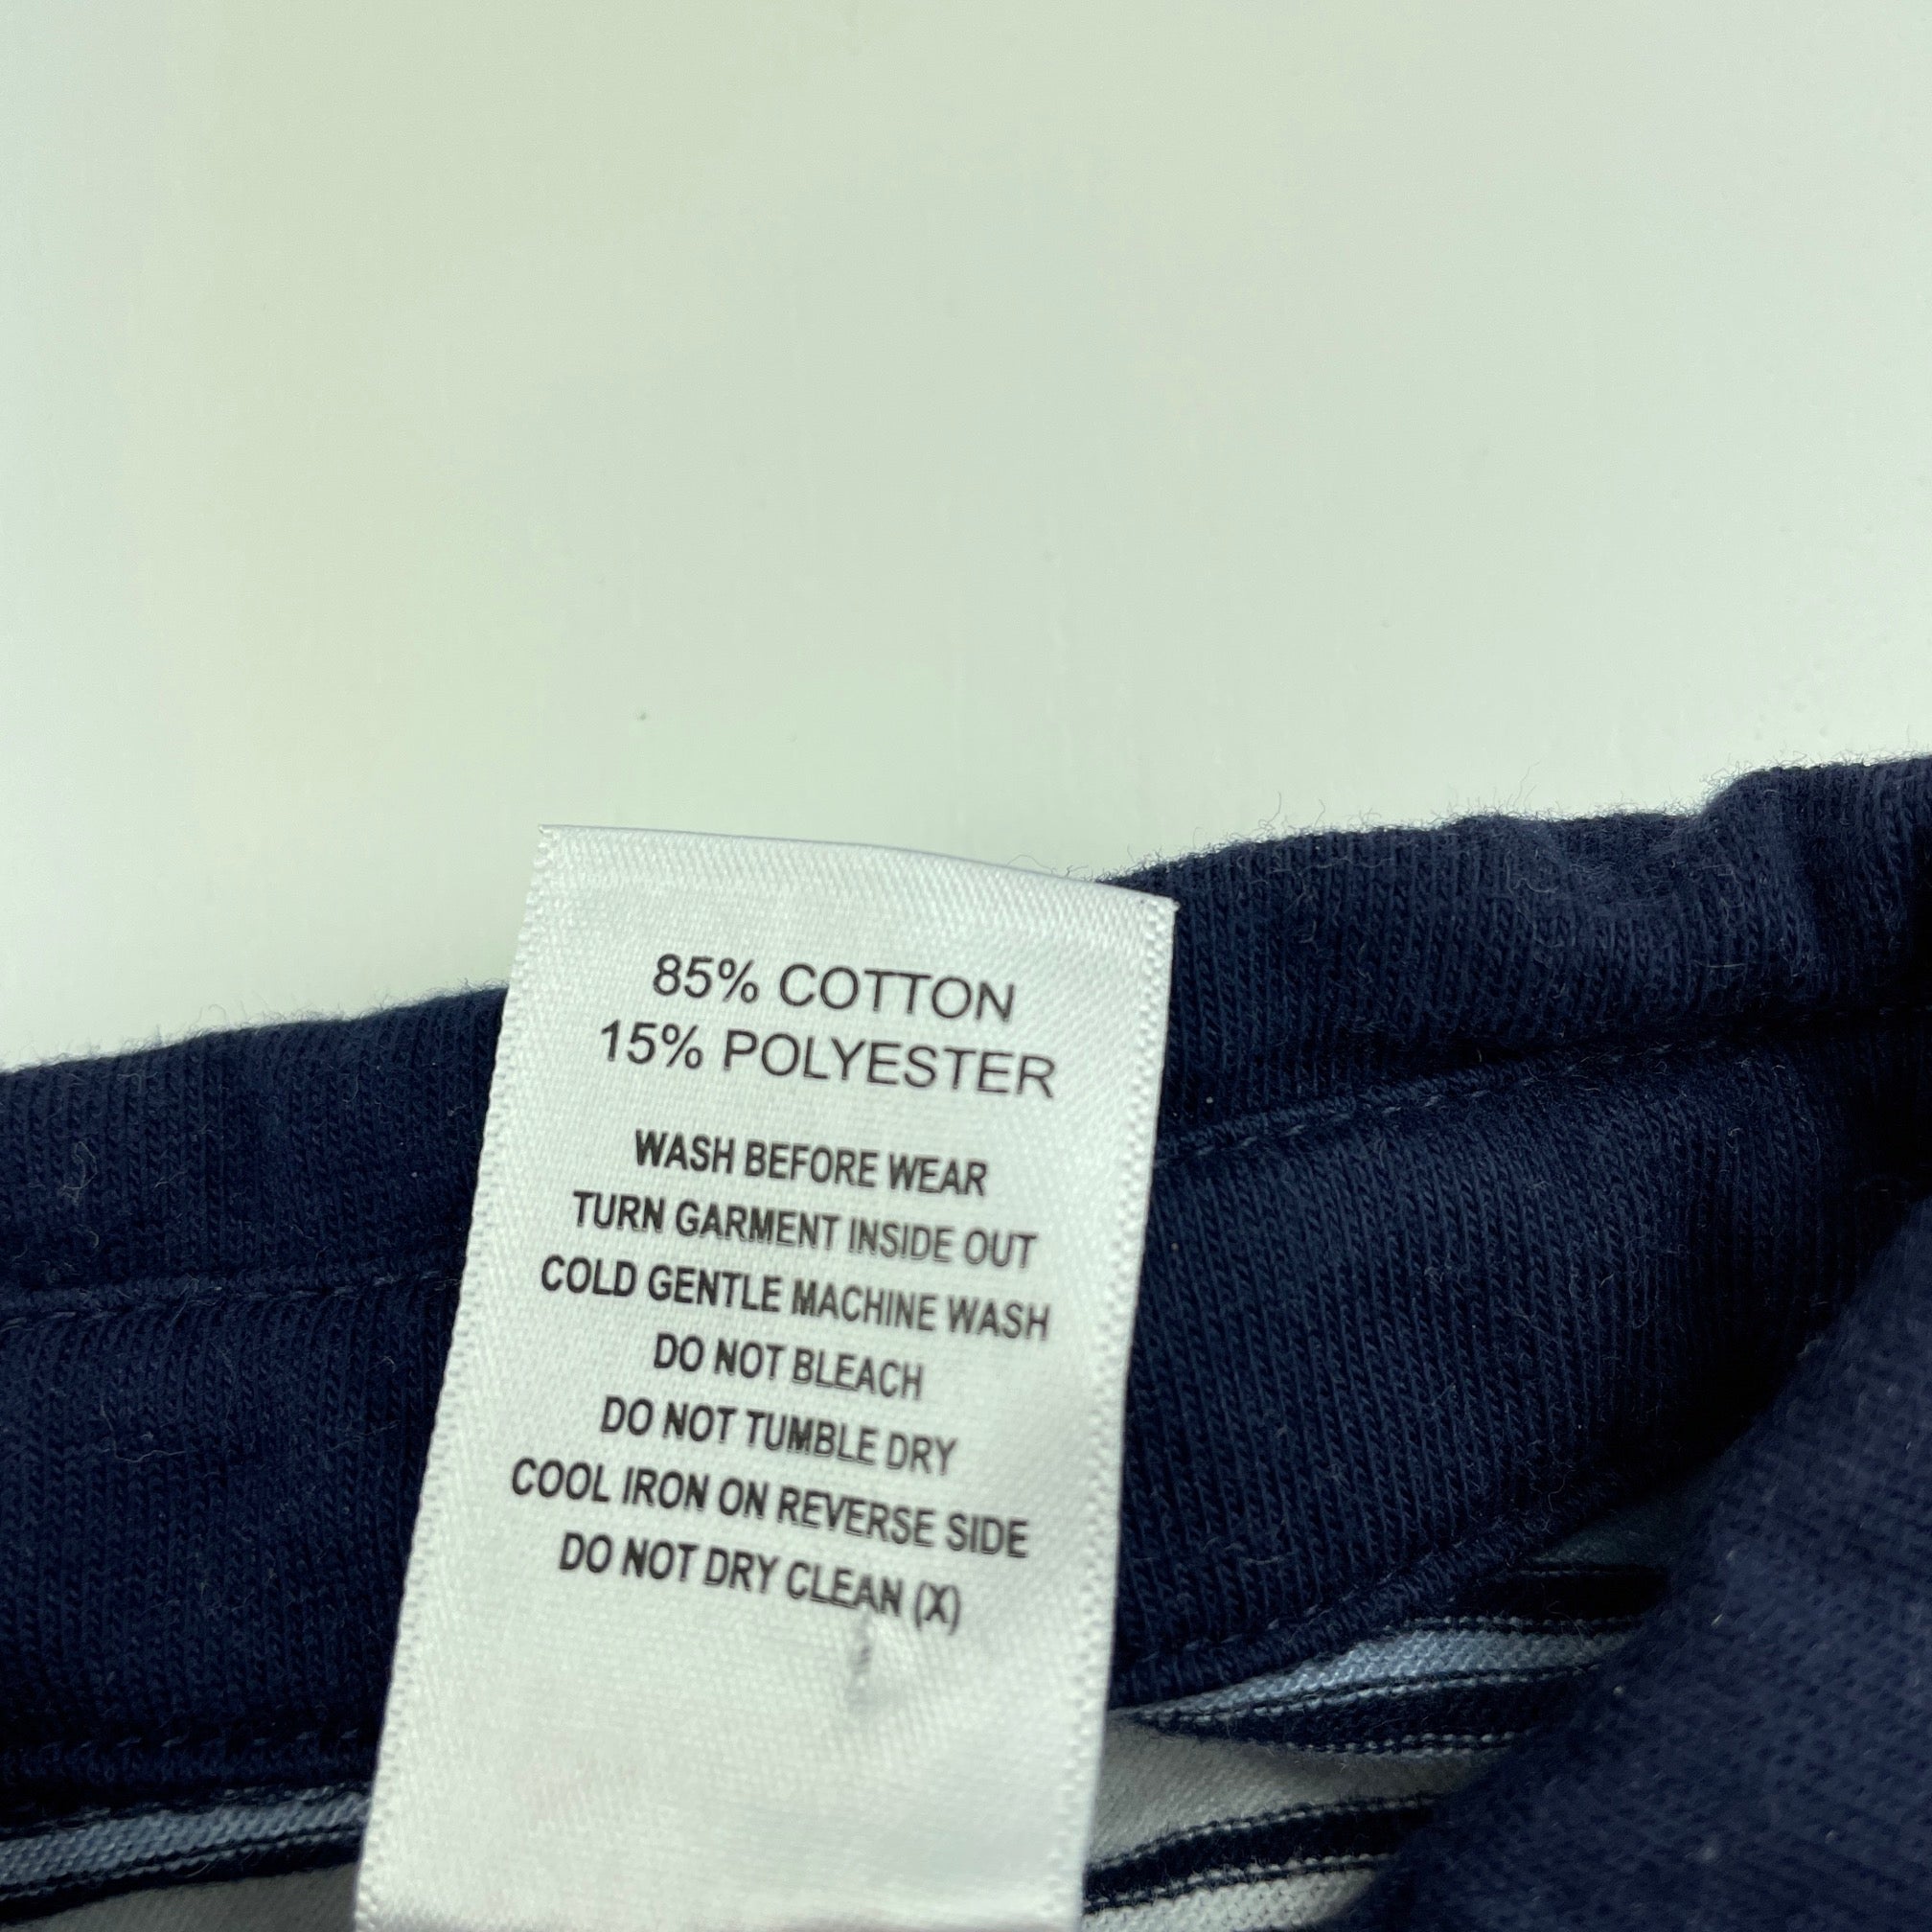 85% COTTON
15% POLYESTER
WASH BEFORE WEAR
TURN GARMENT INSIDE OUT
COLD GENTLE MACHINE WASH
DO NOT BLEACH
DO NOT TUMBLE DRY
COOL IRON ON REVERSE SIDE
DO NOT DRY CLEAN (X)